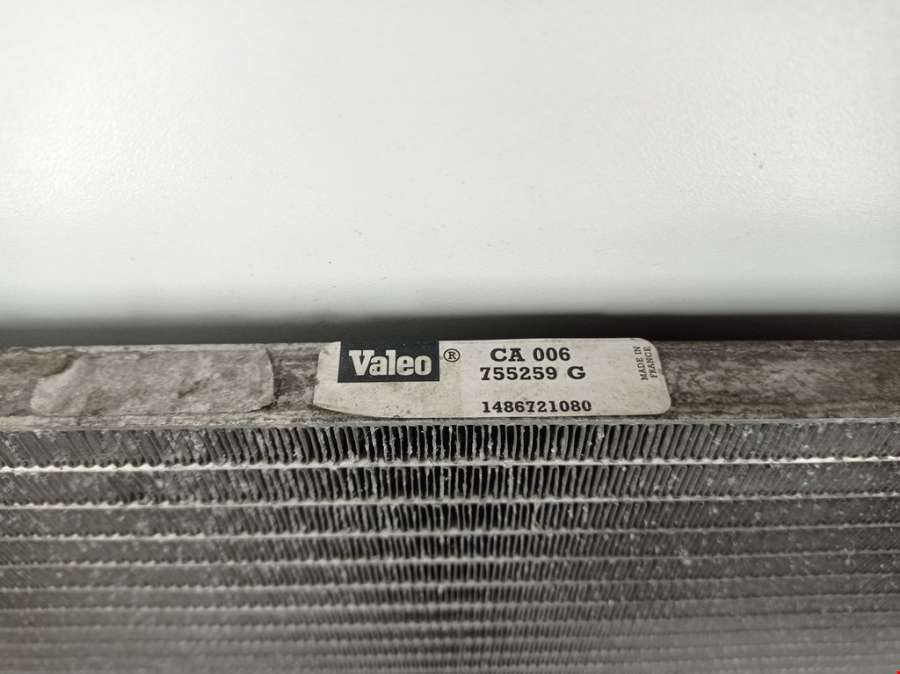 Valeo® CA 006
755259 G
1486721080
MADE IN
FRANCE